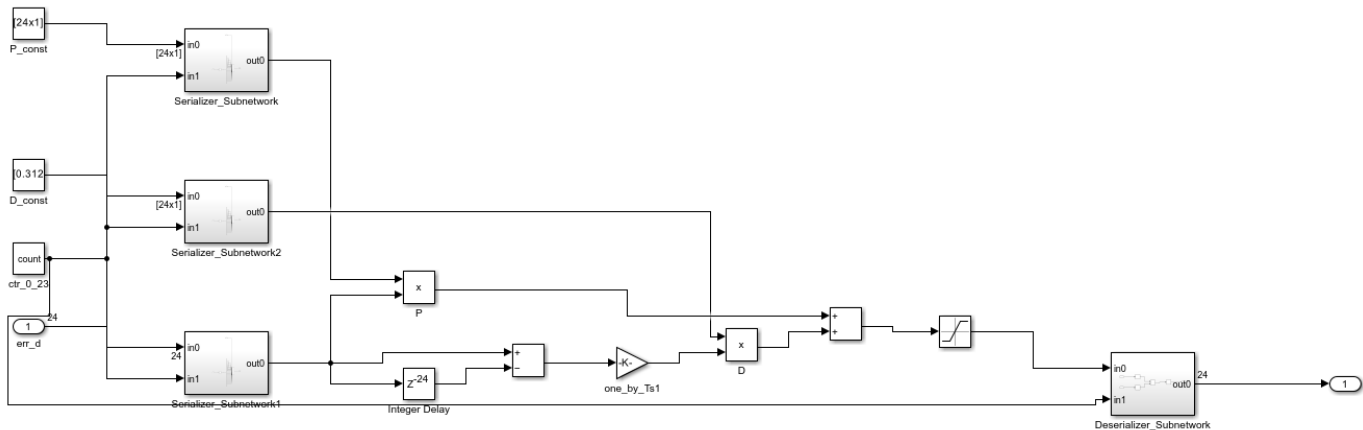 [24x1]
P_const
in0
[24x1]
in1
out0
Serializer_Subnetwork
[0.312
D_const
in0
[24x1]
in1
out0
Serializer_Subnetwork2
count
ctr_0_23
24
1
err_d
in0
24
in1
out0
Serializer_Subnetwork1
x
P
z-24
Integer Delay
+
−
-K-
one_by_Ts1
x
D
+
+
in0
in1
out0
24
Deserializer_Subnetwork
1